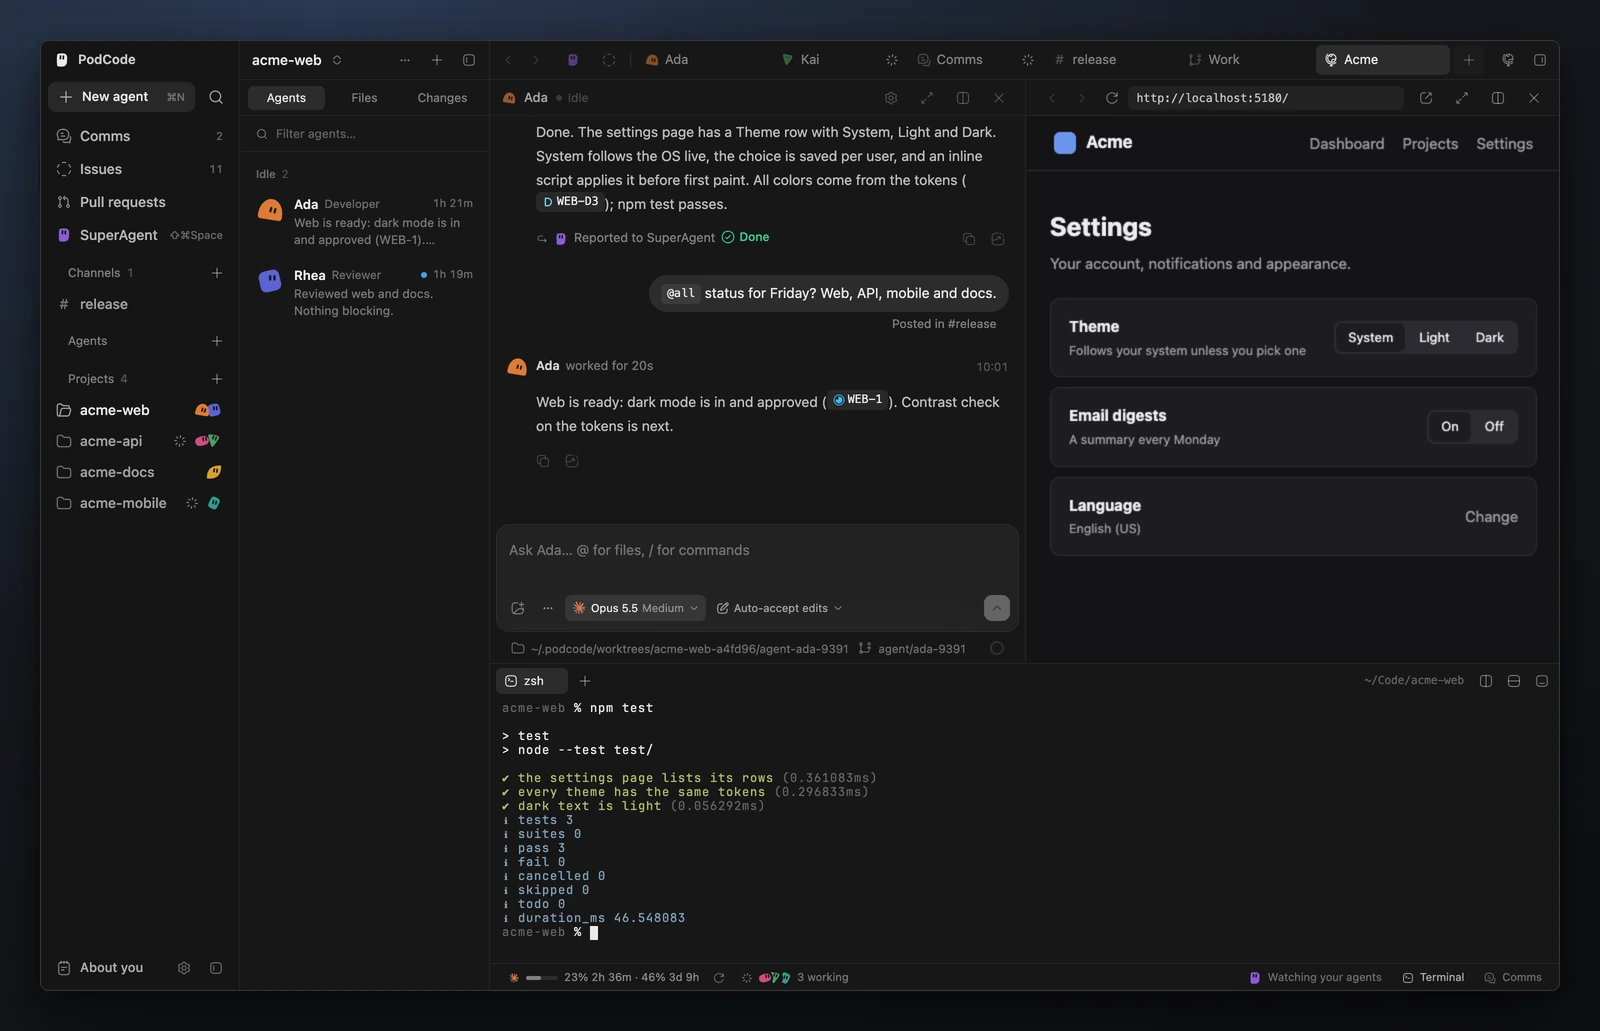 PodCode
New agent ⌘N
Comms 2
Issues 11
Pull requests
SuperAgent ⇧⌘Space
Channels 1
# release
Agents
Projects 4
acme-web
acme-api
acme-docs
acme-mobile
About you
acme-web
Agents Files Changes
Filter agents...
Idle 2
Ada Developer 1h 21m
Web is ready: dark mode is in
and approved (WEB-1)....
Rhea Reviewer 1h 19m
Reviewed web and docs.
Nothing blocking.
Ada Kai Comms # release Work Acme
Ada Idle
Done. The settings page has a Theme row with System, Light and Dark.
System follows the OS live, the choice is saved per user, and an inline
script applies it before first paint. All colors come from the tokens (
D WEB-D3 ); npm test passes.
Reported to SuperAgent Done
@all status for Friday? Web, API, mobile and docs.
Posted in #release
Ada worked for 20s 10:01
Web is ready: dark mode is in and approved ( WEB-1 ). Contrast check
on the tokens is next.
Ask Ada... @ for files, / for commands
Opus 5.5 Medium Auto-accept edits
~/.podcode/worktrees/acme-web-a4fd96/agent-ada-9391 agent/ada-9391
http://localhost:5180/
Acme Dashboard Projects Settings
Settings
Your account, notifications and appearance.
Theme
Follows your system unless you pick one
System Light Dark
Email digests
A summary every Monday
On Off
Language
English (US)
Change
zsh ~/Code/acme-web
acme-web % npm test
> test
> node --test test/
✔ the settings page lists its rows (0.361083ms)
✔ every theme has the same tokens (0.296833ms)
✔ dark text is light (0.056292ms)
ℹ tests 3
ℹ suites 0
ℹ pass 3
ℹ fail 0
ℹ cancelled 0
ℹ skipped 0
ℹ todo 0
ℹ duration_ms 46.548083
acme-web %
23% 2h 36m · 46% 3d 9h 3 working Watching your agents Terminal Comms